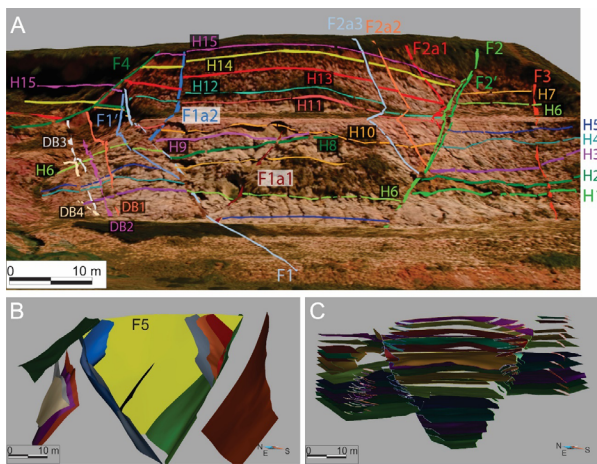 A
F2a3
F2a2
F2a1
F2
F4
H15
H14
H15
H13
F2
F3
H12
H7
H11
H6
F1'
F1a2
H10
H5
DB3
H9
H8
H4
H6
H3
F1a1
H2
DB4
DB1
H6
H1
DB2
0 10 m
F1
B
F5
C
0 10 m
N
E S
0 10 m
N
E S